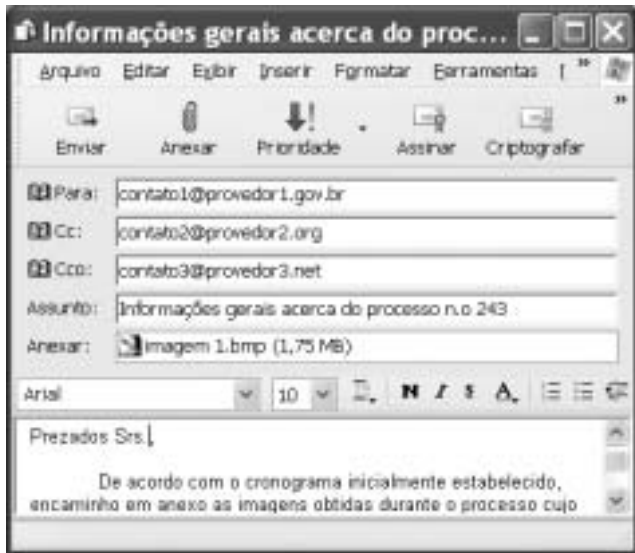 Informações gerais acerca do proc...
Arquivo Editar Exibir Inserir Formatar Ferramentas »
»
Enviar Anexar Prioridade Assinar Criptografar
Para: contato1@provedor1.gov.br
Cc: contato2@provedor2.org
Cco: contato3@provedor3.net
Assunto: Informações gerais acerca do processo n.o 243
Anexar: imagem 1.bmp (1,75 MB)
Arial 10 N I s A
Prezados Srs.,
De acordo com o cronograma inicialmente estabelecido,
encaminho em anexo as imagens obtidas durante o processo cujo